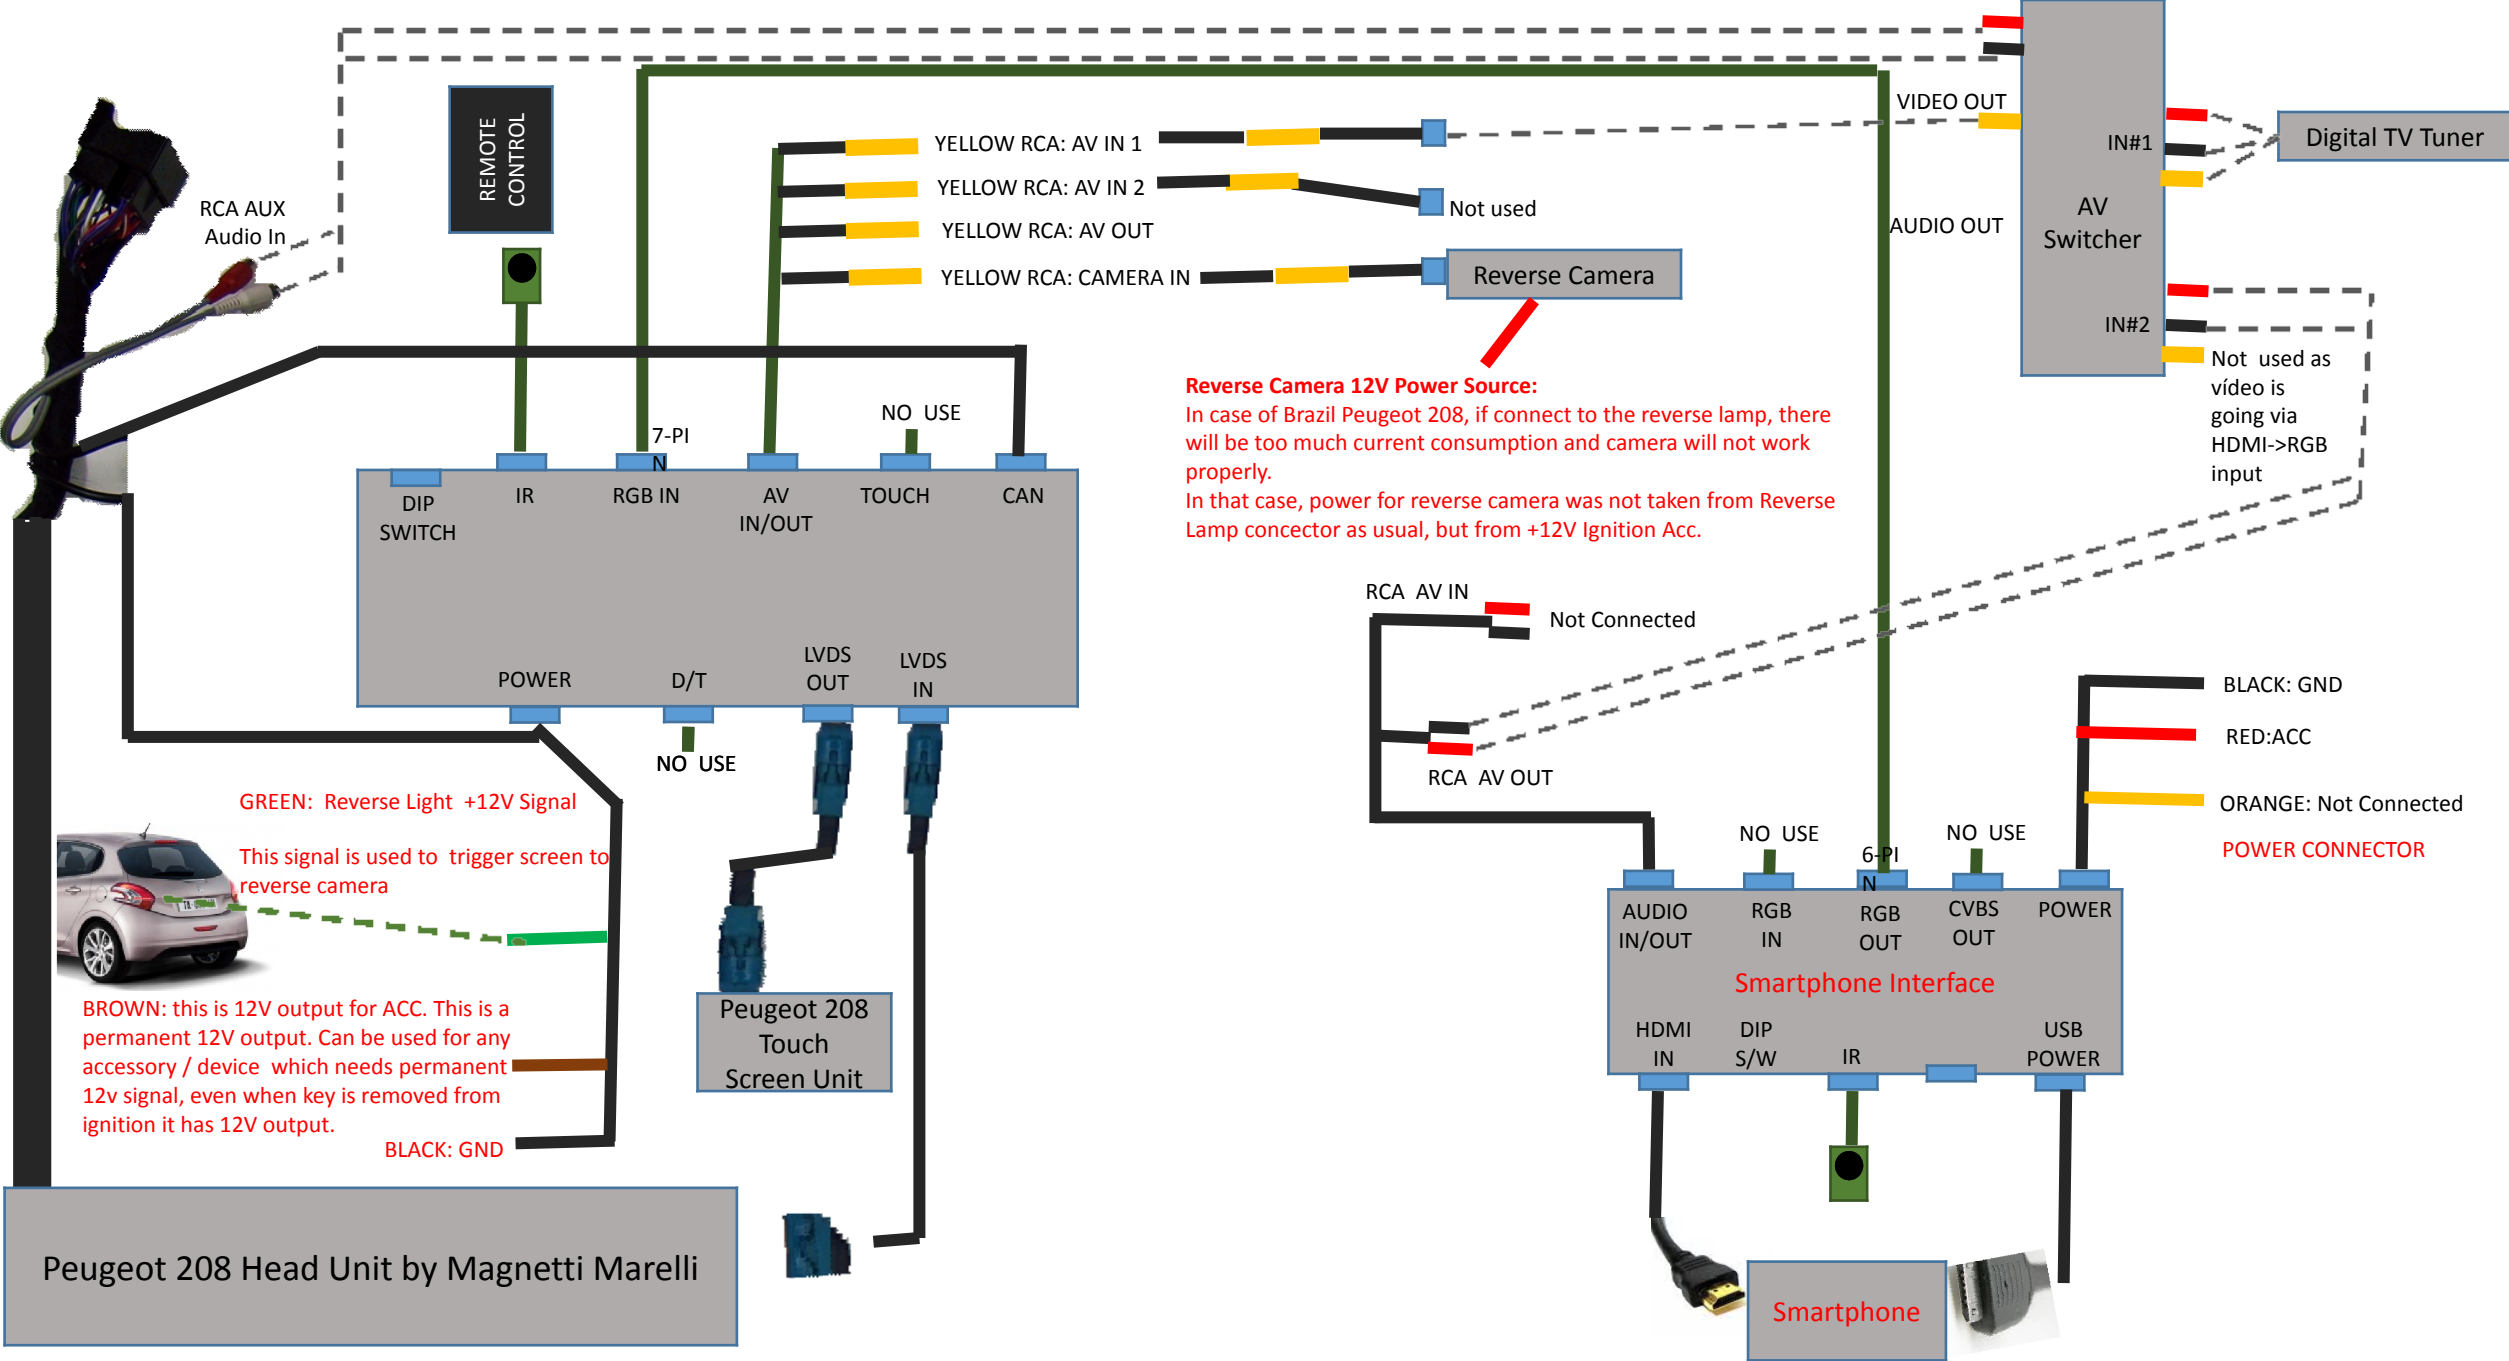 REMOTE
CONTROL
RCA AUX
Audio In
YELLOW RCA: AV IN 1
YELLOW RCA: AV IN 2
Not used
YELLOW RCA: AV OUT
YELLOW RCA: CAMERA IN
Reverse Camera
VIDEO OUT
AUDIO OUT
IN#1
AV
Switcher
IN#2
Digital TV Tuner
Not used as
vídeo is
going via
HDMI->RGB
input
Reverse Camera 12V Power Source:
In case of Brazil Peugeot 208, if connect to the reverse lamp, there
will be too much current consumption and camera will not work
properly.
In that case, power for reverse camera was not taken from Reverse
Lamp concector as usual, but from +12V Ignition Acc.
7-PI
N
NO USE
DIP
SWITCH
IR
RGB IN
AV
IN/OUT
TOUCH
CAN
POWER
D/T
LVDS
OUT
LVDS
IN
NO USE
GREEN: Reverse Light +12V Signal
This signal is used to trigger screen to
reverse camera
BROWN: this is 12V output for ACC. This is a
permanent 12V output. Can be used for any
accessory / device which needs permanent
12v signal, even when key is removed from
ignition it has 12V output.
BLACK: GND
Peugeot 208
Touch
Screen Unit
Peugeot 208 Head Unit by Magnetti Marelli
RCA AV IN
Not Connected
RCA AV OUT
BLACK: GND
RED:ACC
ORANGE: Not Connected
POWER CONNECTOR
NO USE
6-PI
N
NO USE
AUDIO
IN/OUT
RGB
IN
RGB
OUT
CVBS
OUT
POWER
Smartphone Interface
HDMI
IN
DIP
S/W
IR
USB
POWER
Smartphone